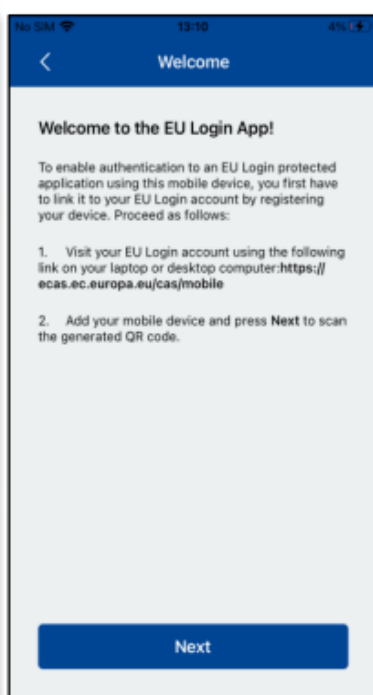 No SIM 13:10 4%
Welcome
Welcome to the EU Login App!
To enable authentication to an EU Login protected
application using this mobile device, you first have
to link it to your EU Login account by registering
your device. Proceed as follows:
1. Visit your EU Login account using the following
link on your laptop or desktop computer:https://
ecas.ec.europa.eu/cas/mobile
2. Add your mobile device and press Next to scan
the generated QR code.
Next